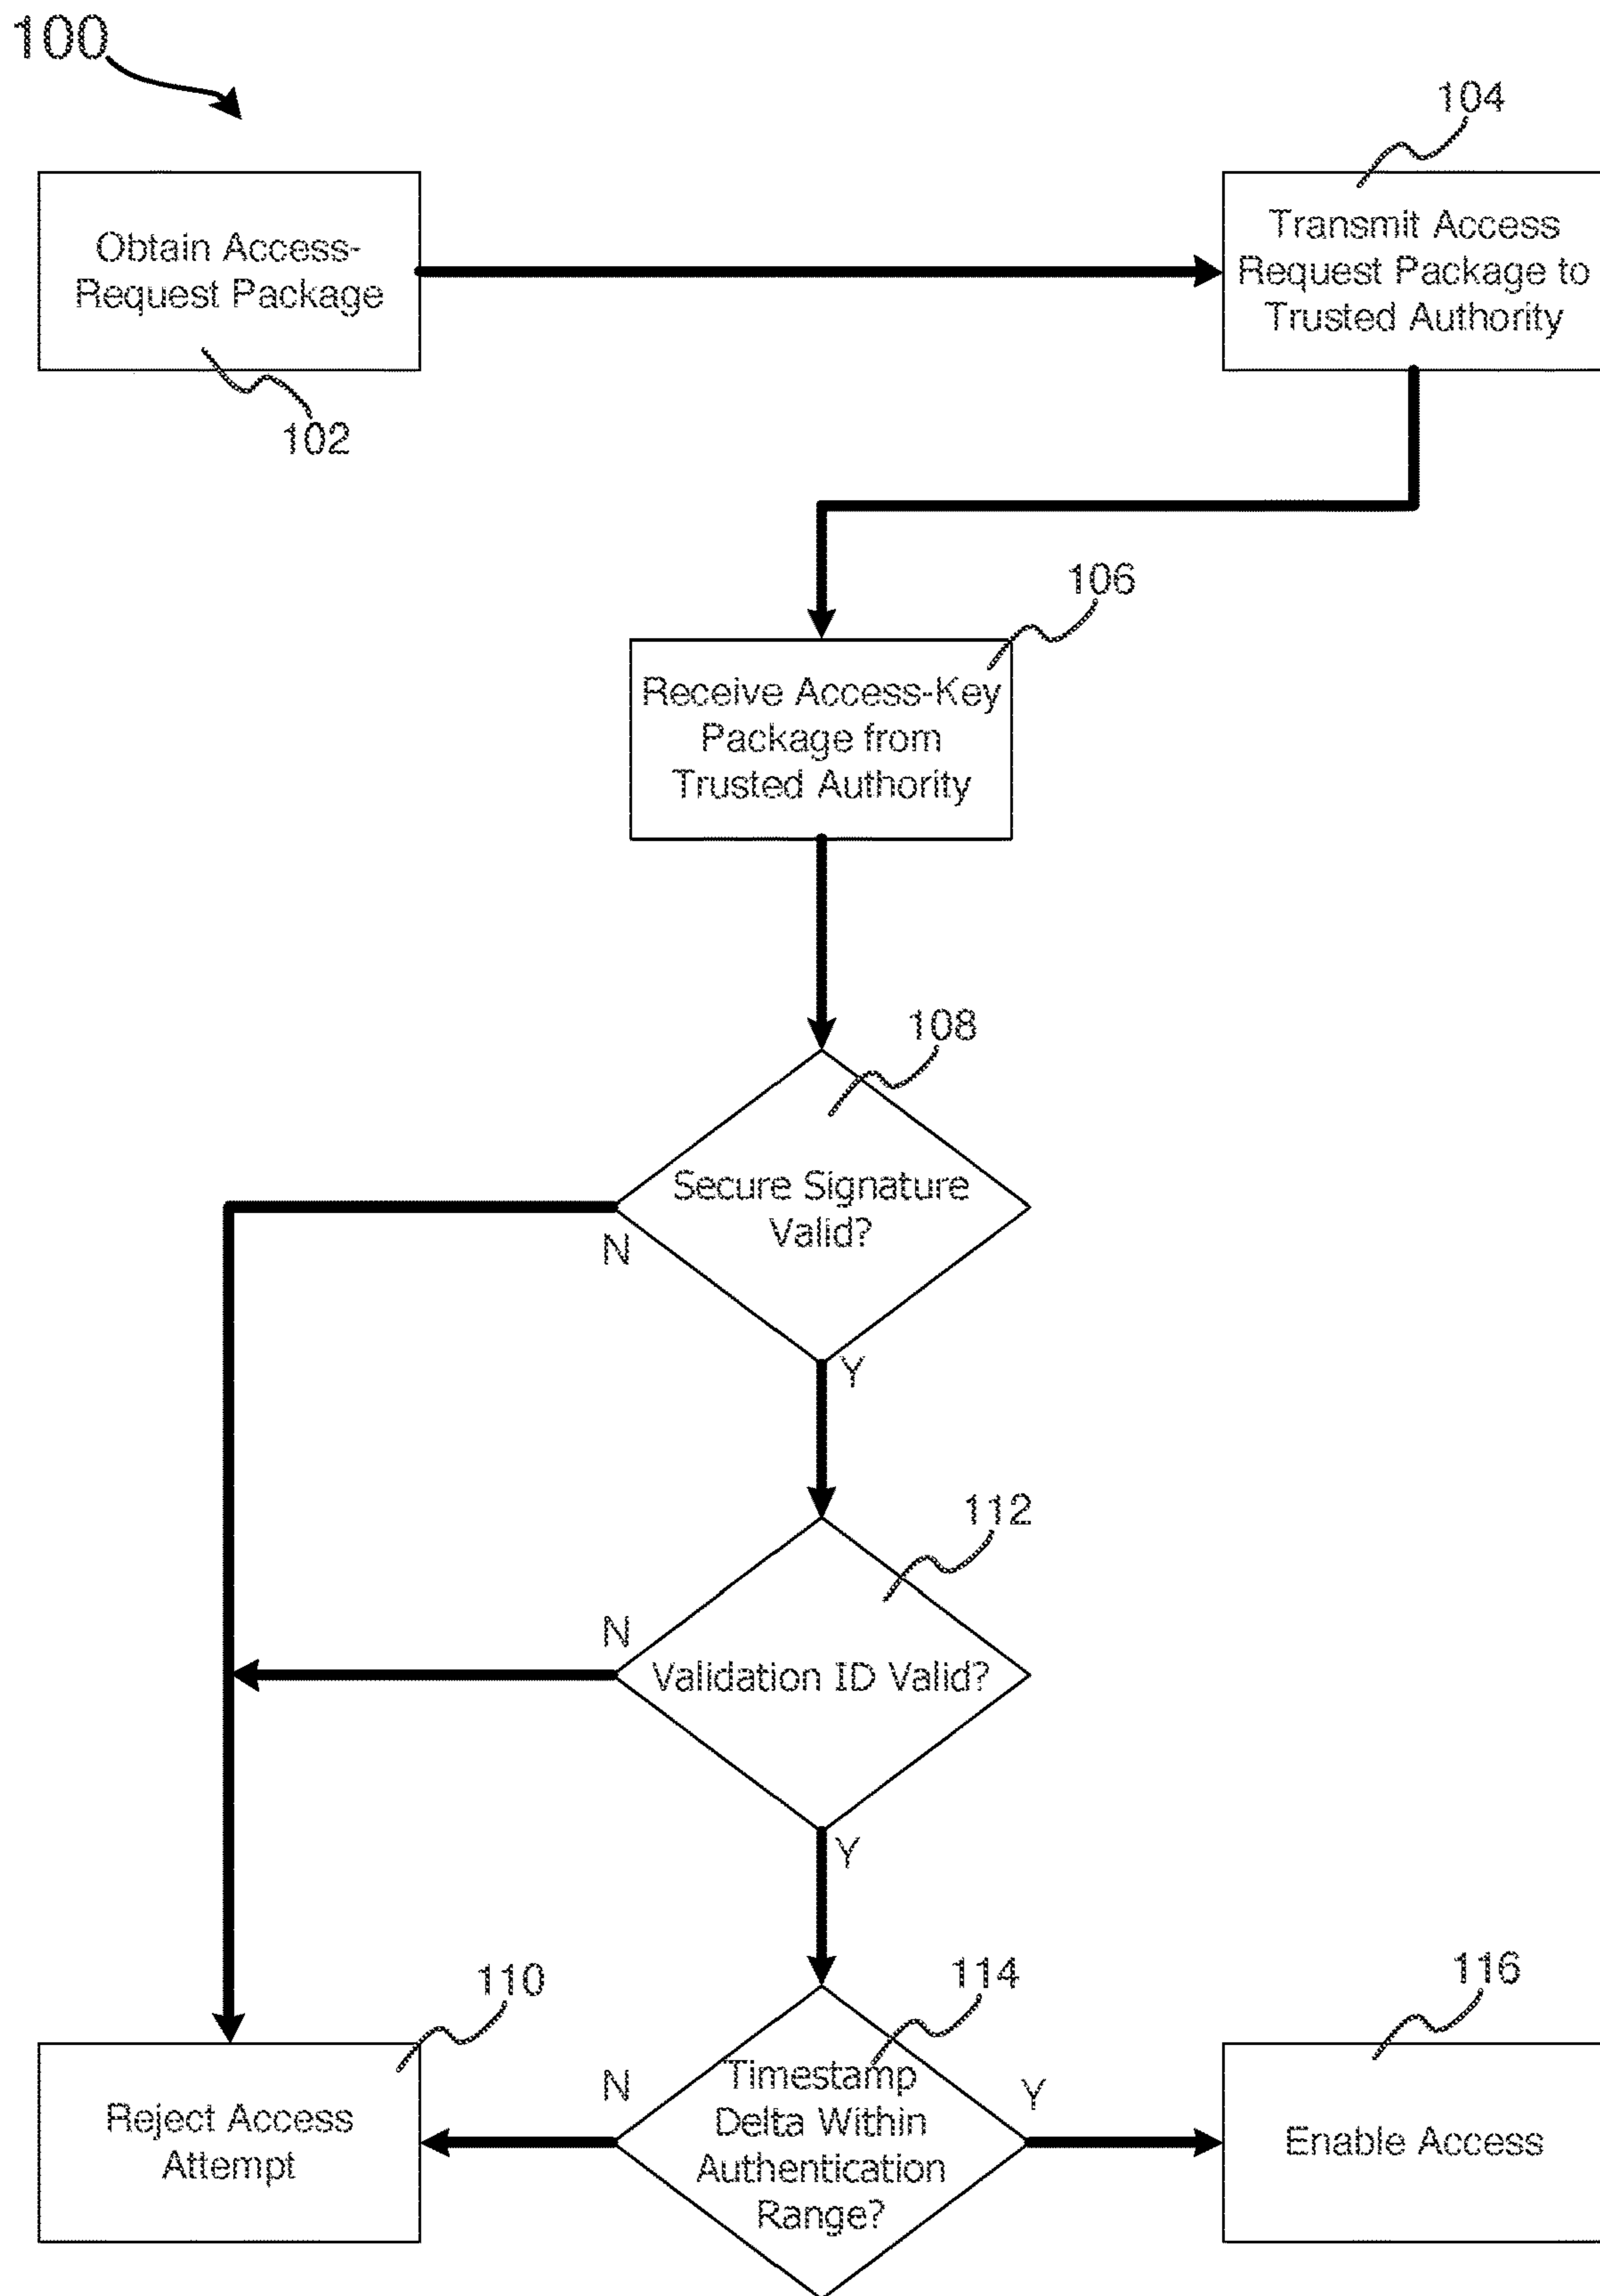 100
104
Obtain Access-
Request Package
Transmit Access
Request Package to
Trusted Authority
102
106
Receive Access-Key
Package from
Trusted Authority
108
Secure Signature
Valid?
N
Y
112
N
Validation ID Valid?
Y
110
114
116
Reject Access
Attempt
N
Timestamp
Delta Within
Authentication
Range?
Y
Enable Access